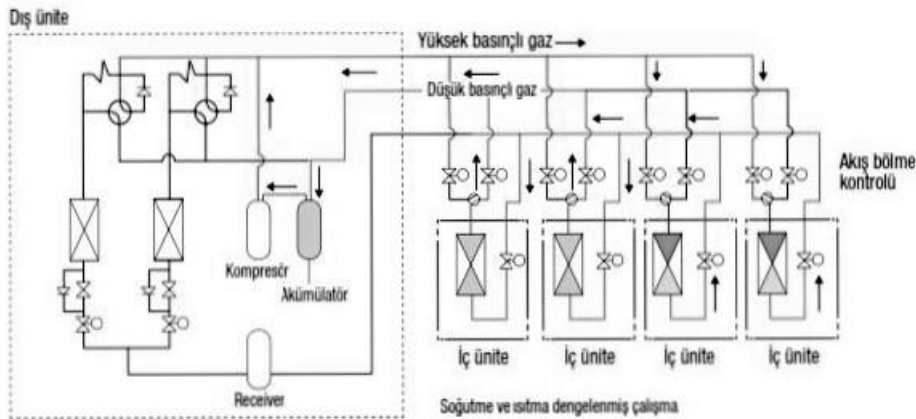 Dış ünite
Yüksek basınçlı gaz
Düşük basınçlı gaz
Akış bölme
kontrolü
Kompresör
Akümülatör
Receiver
İç ünite
İç ünite
İç ünite
İç ünite
Soğutme ve ısıtma dengelenmiş çalışma